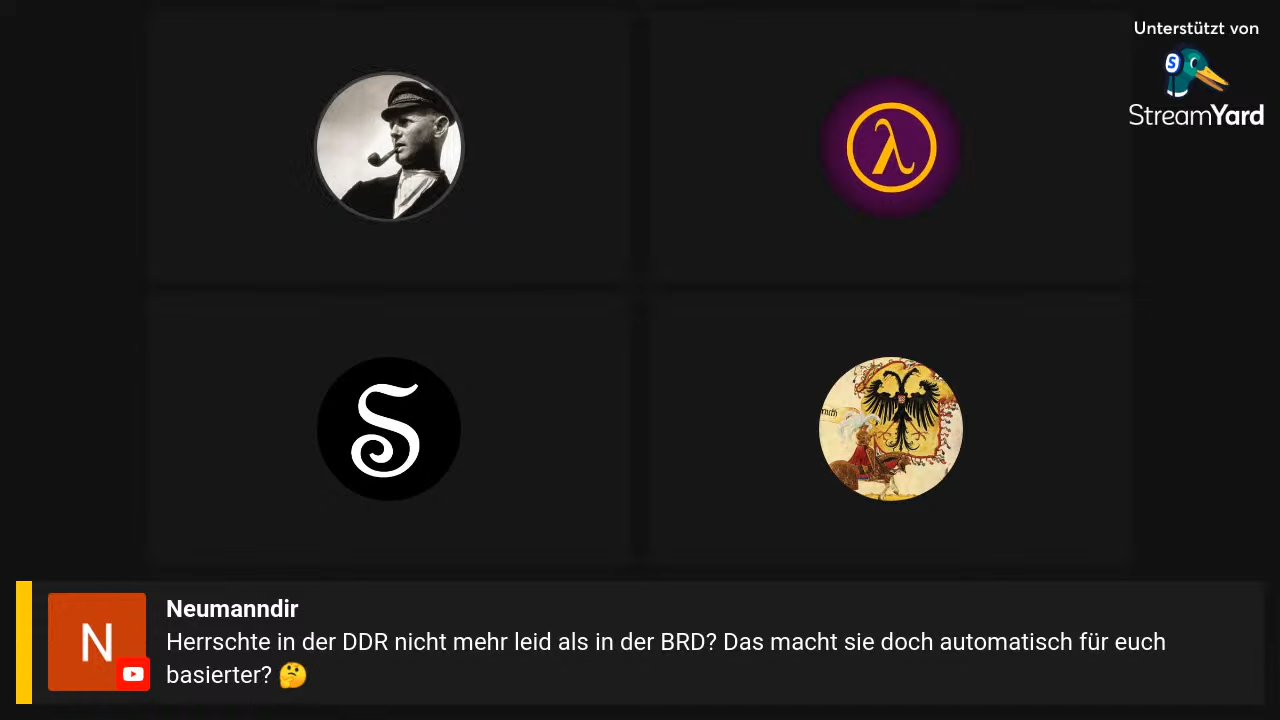 Unterstützt von
S
StreamYard
λ
S
N
Neumanndir
Herrschte in der DDR nicht mehr leid als in der BRD? Das macht sie doch automatisch für euch
basierter? 🤔